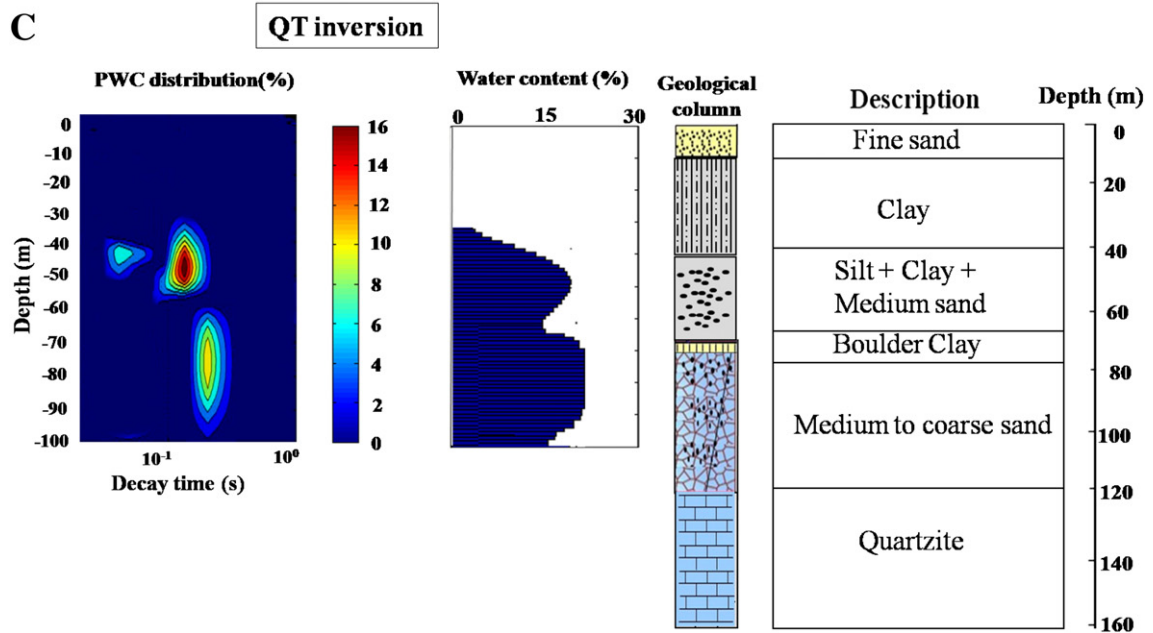 C
QT inversion
PWC distribution(%)
0
-10
-20
-30
-40
-50
-60
-70
-80
-90
-100
Depth (m)
10⁻¹
10⁰
Decay time (s)
16
14
12
10
8
6
4
2
0
Water content (%)
0 15 30
Geological
column
Description
Fine sand
Clay
Silt + Clay +
Medium sand
Boulder Clay
Medium to coarse sand
Quartzite
Depth (m)
0
20
40
60
80
100
120
140
160